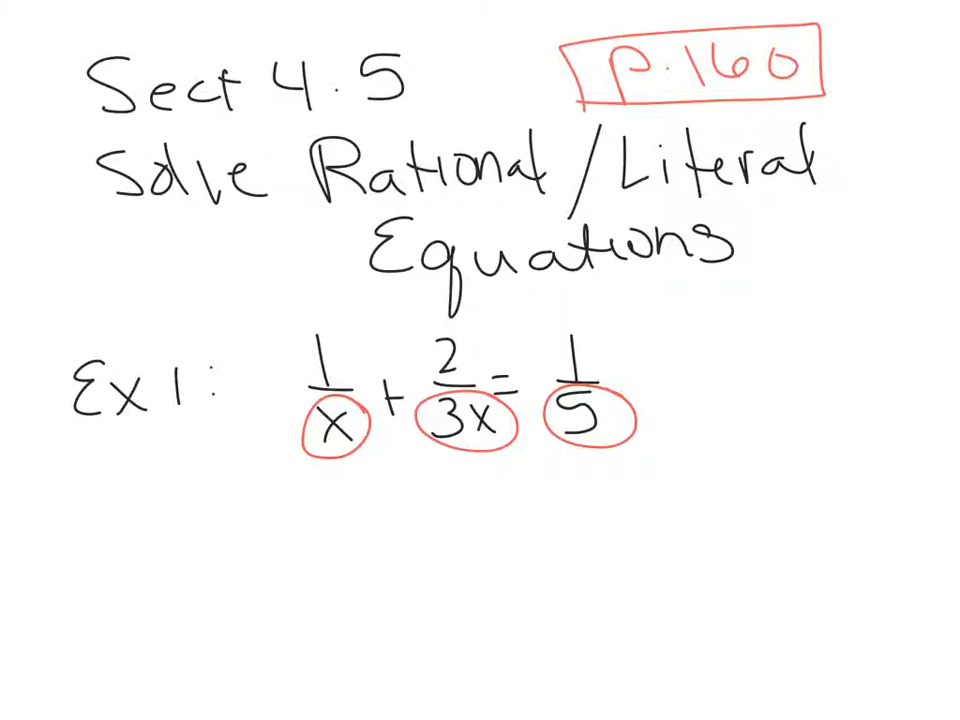 Sect 4.5
p.160
Solve Rational/Literal
Equations
Ex 1: 1/x + 2/3x = 1/5